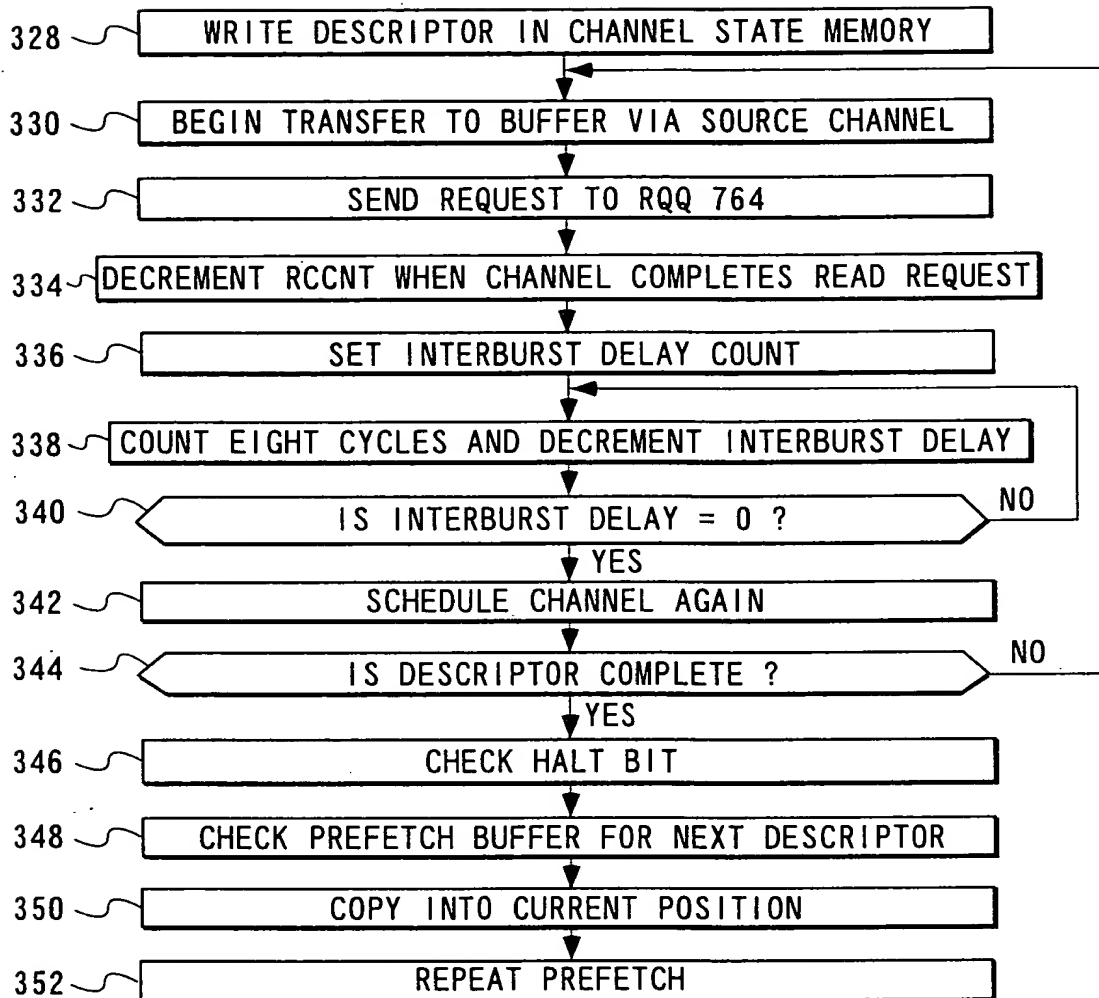 328 WRITE DESCRIPTOR IN CHANNEL STATE MEMORY
330 BEGIN TRANSFER TO BUFFER VIA SOURCE CHANNEL
332 SEND REQUEST TO RQQ 764
334 DECREMENT RCCNT WHEN CHANNEL COMPLETES READ REQUEST
336 SET INTERBURST DELAY COUNT
338 COUNT EIGHT CYCLES AND DECREMENT INTERBURST DELAY
340 IS INTERBURST DELAY = 0 ? NO
YES
342 SCHEDULE CHANNEL AGAIN
344 IS DESCRIPTOR COMPLETE ? NO
YES
346 CHECK HALT BIT
348 CHECK PREFETCH BUFFER FOR NEXT DESCRIPTOR
350 COPY INTO CURRENT POSITION
352 REPEAT PREFETCH